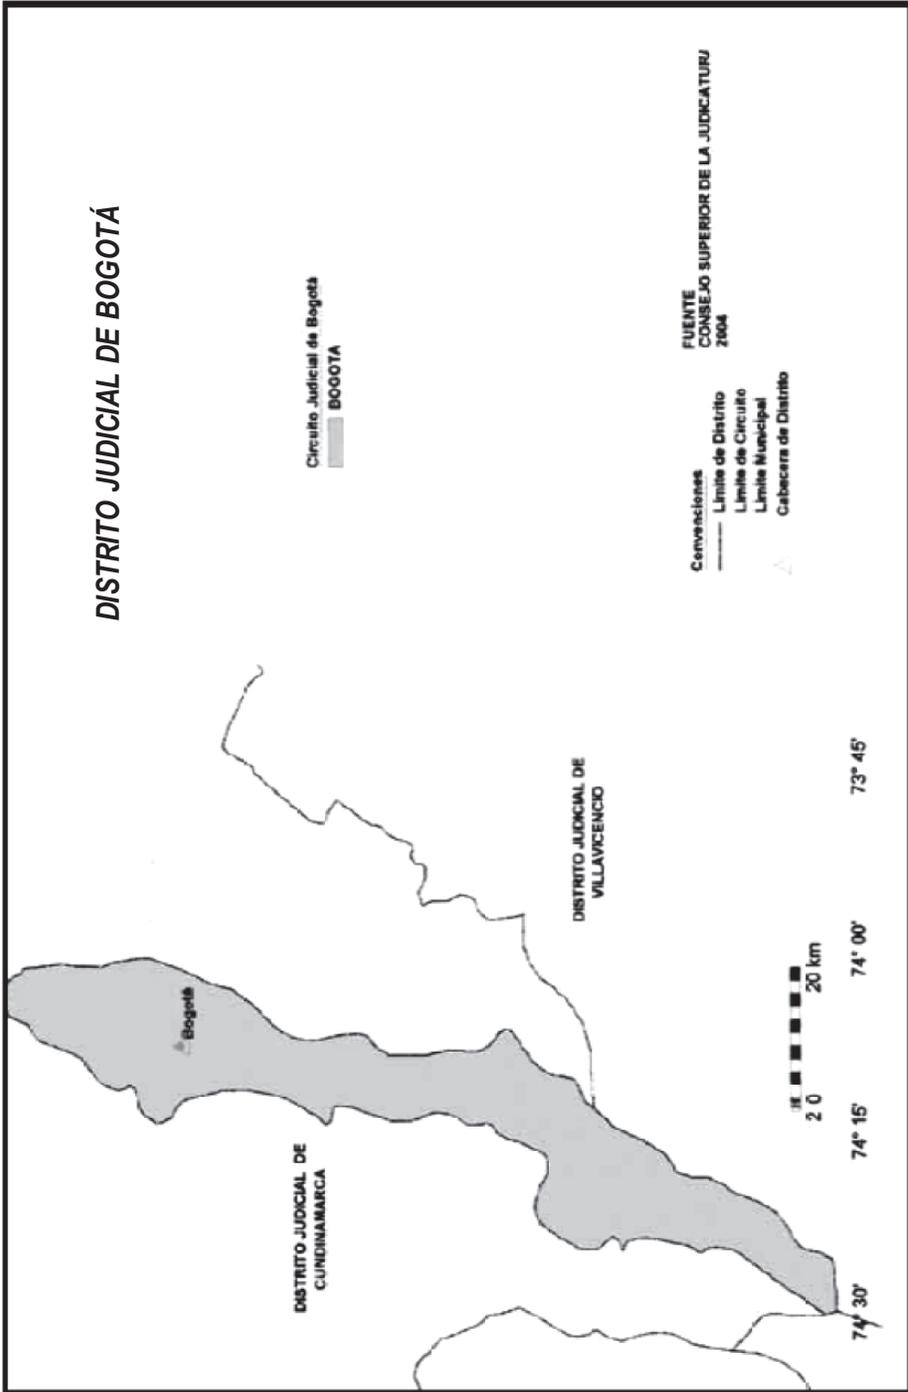 DISTRITO JUDICIAL DE BOGOTÁ
Circuito Judicial de Bogotá
BOGOTA
Bogotá
DISTRITO JUDICIAL DE
CUNDINAMARCA
DISTRITO JUDICIAL DE
VILLAVICENCIO
Convenciones
Limite de Distrito
Limite de Circuito
Limite Municipal
Cabecera de Distrito
FUENTE
CONSEJO SUPERIOR DE LA JUDICATURA
2004
2 0 20 km
74° 30' 74° 15' 74° 00' 73° 45'